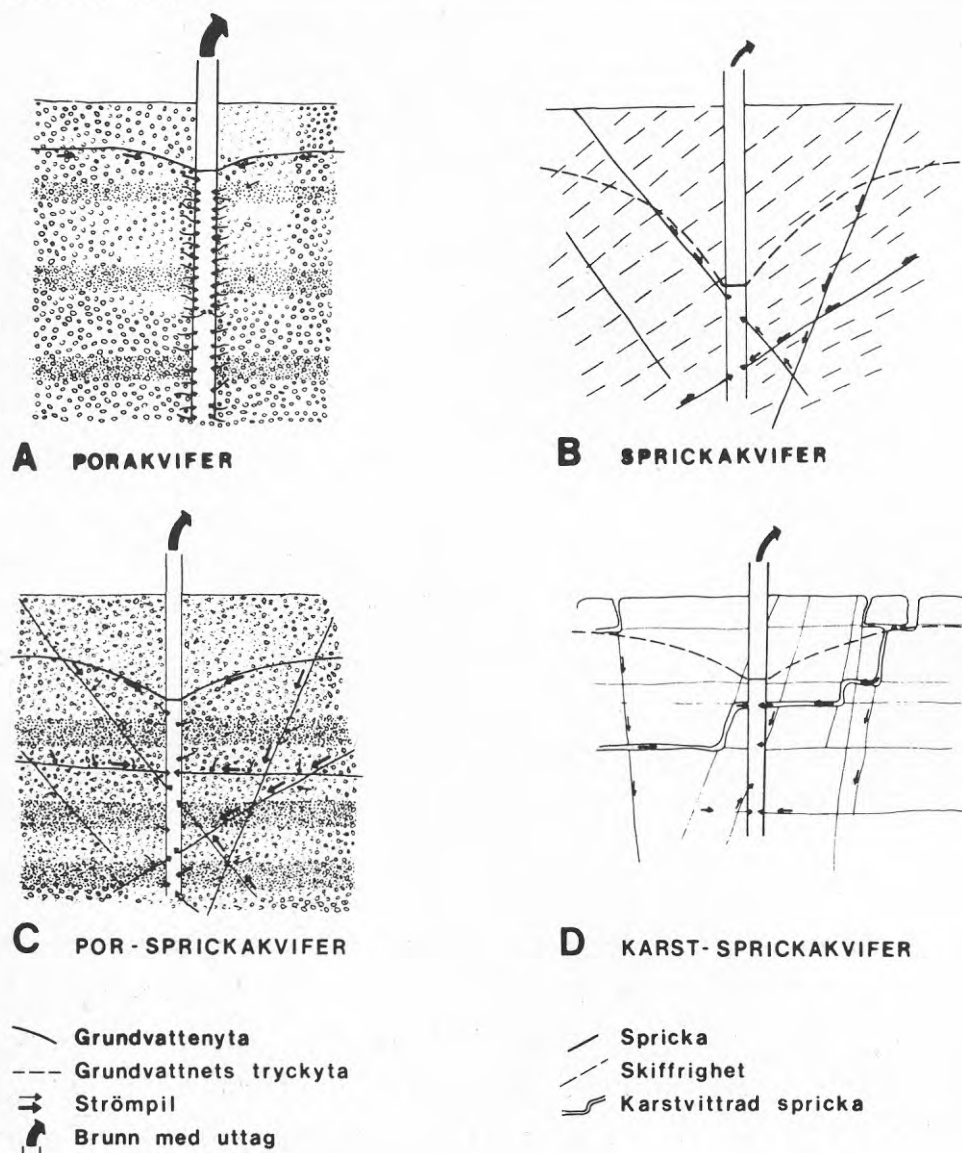 A PORAKVIFER
B SPRICKAKVIFER
C POR-SPRICKAKVIFER
D KARST-SPRICKAKVIFER
Grundvattenyta
Grundvattnets tryckyta
Strömpil
Brunn med uttag
Spricka
Skiffrighet
Karstvittrad spricka